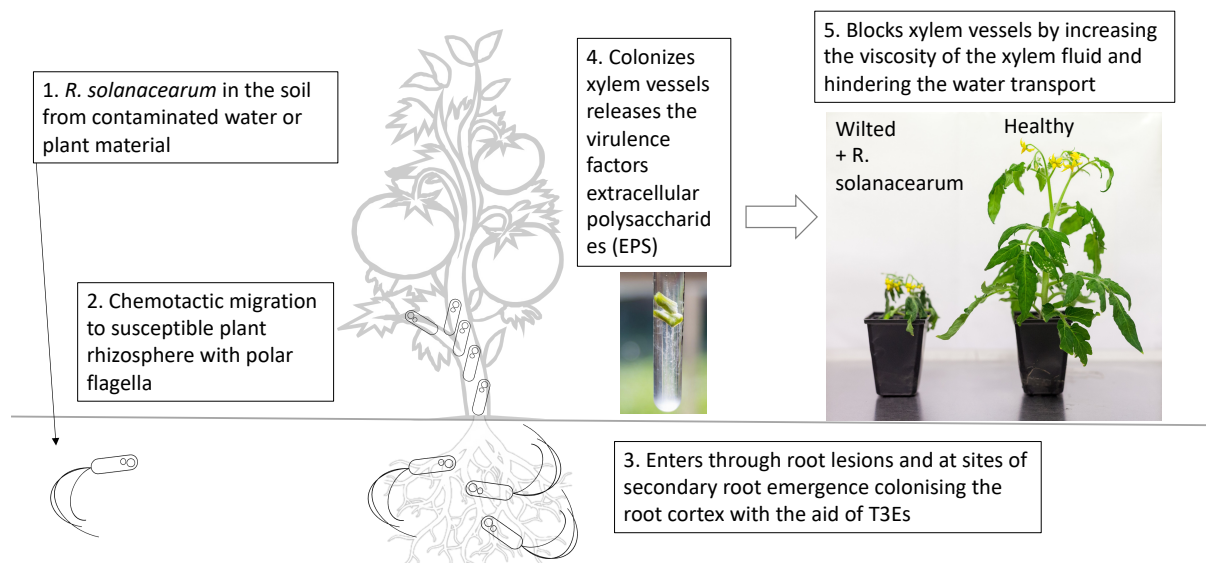 1. R. solanacearum in the soil
from contaminated water or
plant material
2. Chemotactic migration
to susceptible plant
rhizosphere with polar
flagella
3. Enters through root lesions and at sites of
secondary root emergence colonising the
root cortex with the aid of T3Es
4. Colonizes
xylem vessels
releases the
virulence
factors
extracellular
polysaccharid
es (EPS)
5. Blocks xylem vessels by increasing
the viscosity of the xylem fluid and
hindering the water transport
Wilted
+ R.
solanacearum
Healthy